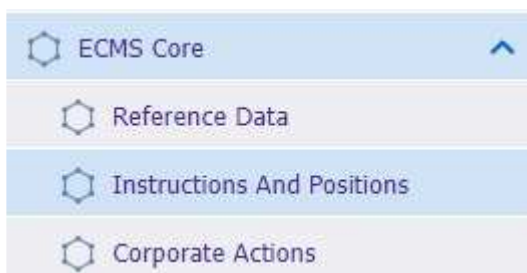 ECMS Core
Reference Data
Instructions And Positions
Corporate Actions